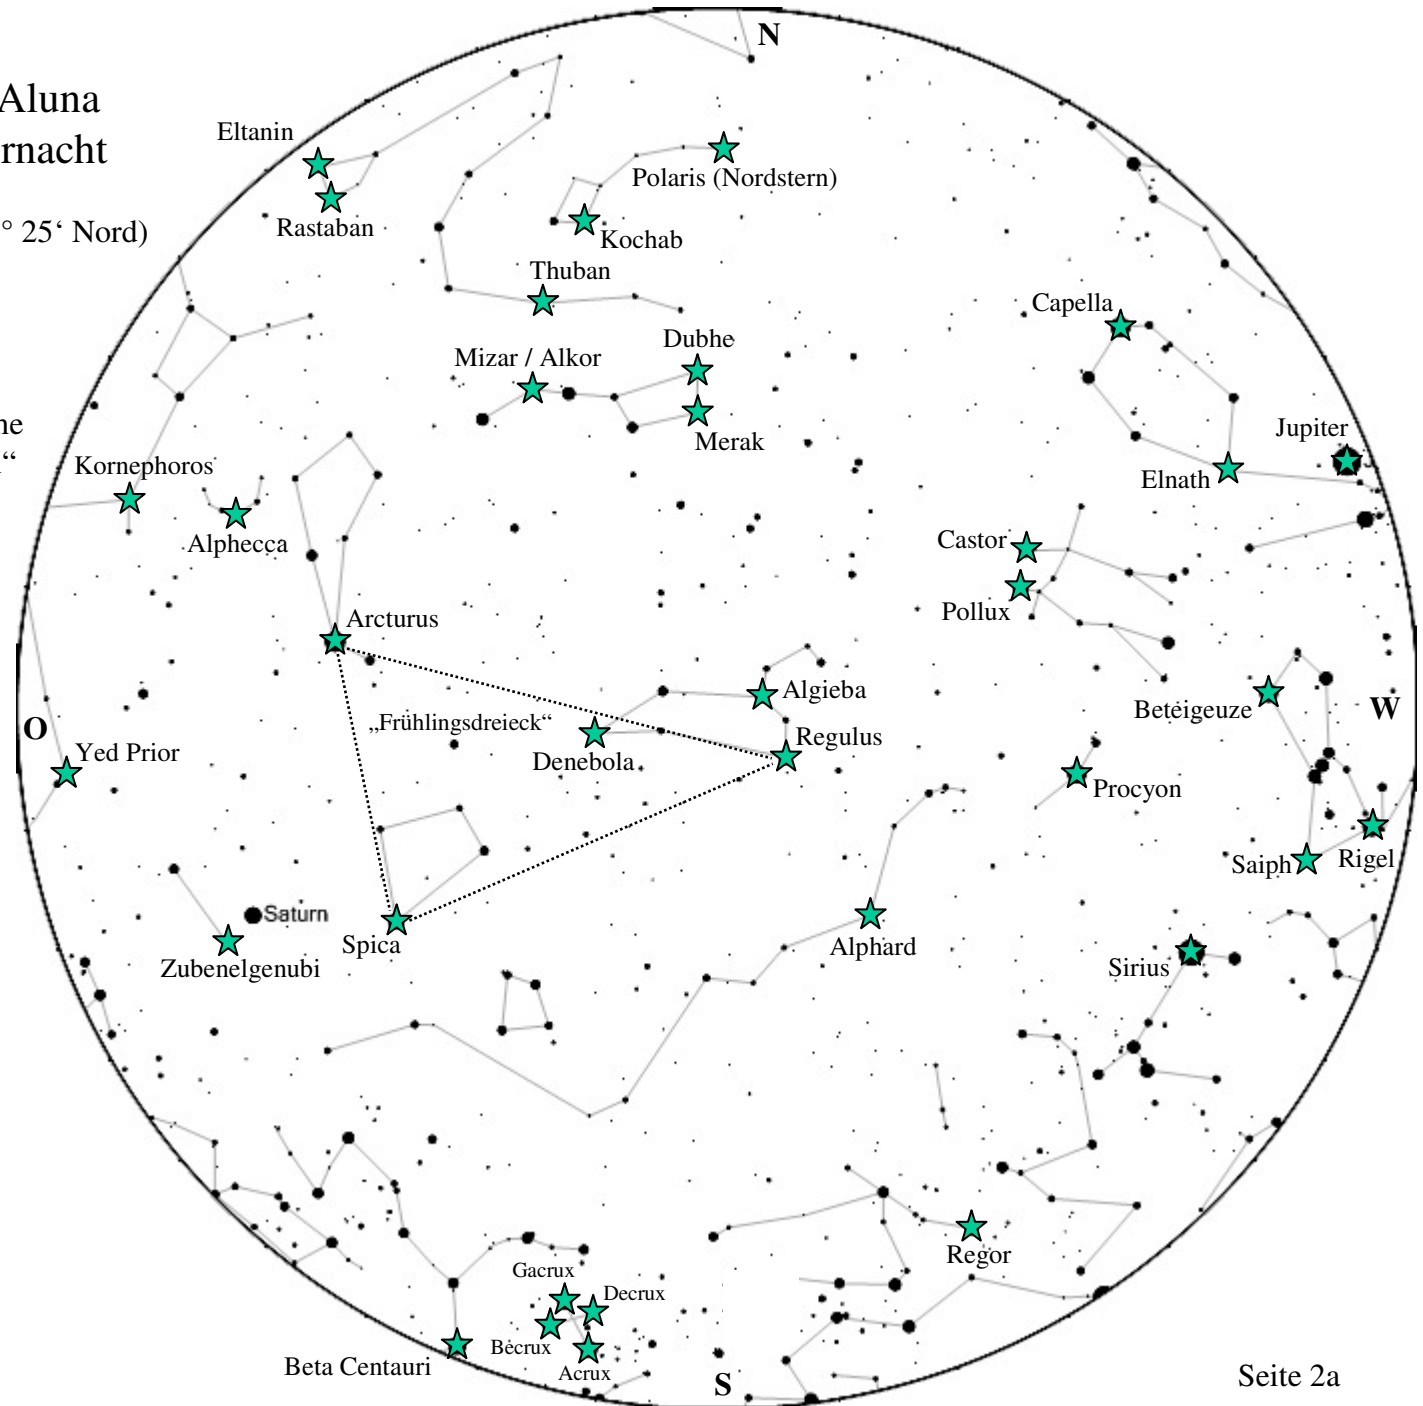 N
Aluna
rnacht
° 25‘ Nord)
Eltanin
Rastaban
Polaris (Nordstern)
Kochab
Thuban
Capella
Dubhe
Mizar / Alkor
Merak
Jupiter
Elnath
ne
“
Kornephoros
Alphecca
Castor
Pollux
Arcturus
Algieba
Beteigeuze
W
O
„Frühlingsdreieck“
Regulus
Denebola
Yed Prior
Procyon
Saiph
Rigel
Saturn
Spica
Alphard
Zubenelgenubi
Sirius
Regor
Gacrux
Decrux
Becrux
Acrux
Beta Centauri
S
Seite 2a